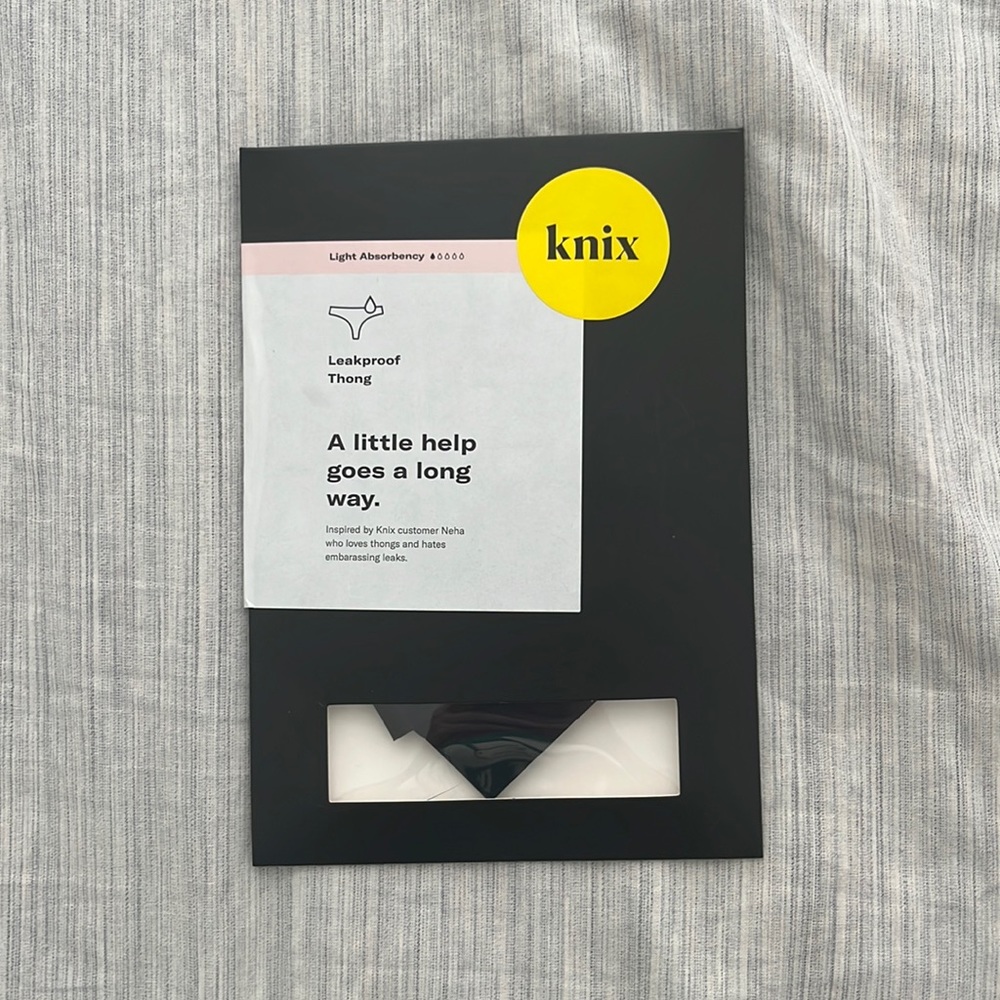 knix
Light Absorbency
Leakproof
Thong
A little help
goes a long
way.
Inspired by Knix customer Neha
who loves thongs and hates
embarassing leaks.